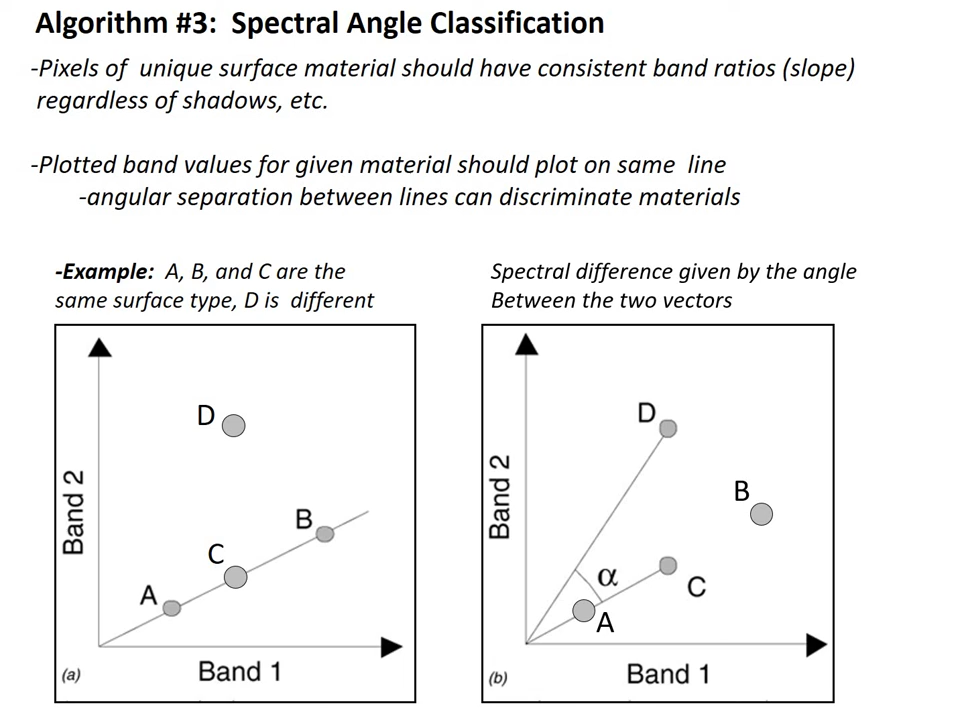 Algorithm #3:  Spectral Angle Classification
-Pixels of  unique surface material should have consistent band ratios (slope)
regardless of shadows, etc.
-Plotted band values for given material should plot on same  line
-angular separation between lines can discriminate materials
-Example:  A, B, and C are the
same surface type, D is  different
Spectral difference given by the angle
Between the two vectors
D
B
C
A
Band 2
Band 1
(a)
D
B
α
C
A
Band 2
Band 1
(b)